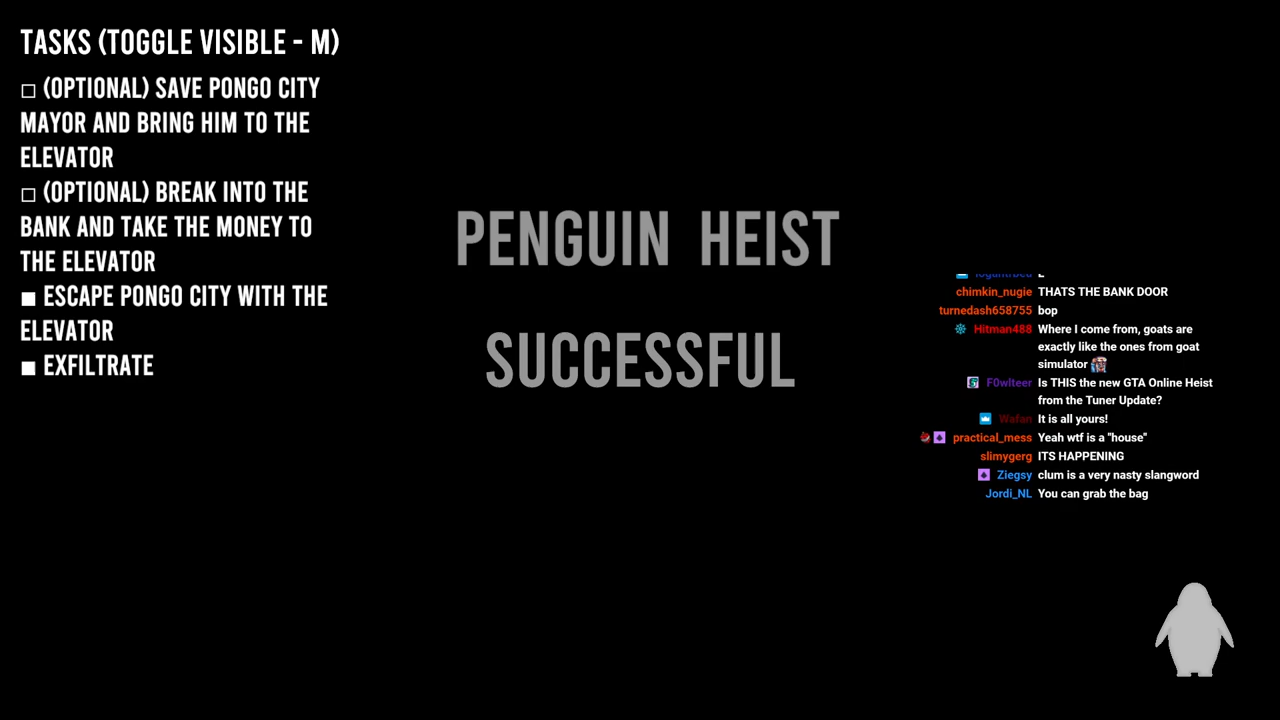 TASKS (TOGGLE VISIBLE - M)
□ (OPTIONAL) SAVE PONGO CITY
MAYOR AND BRING HIM TO THE
ELEVATOR
□ (OPTIONAL) BREAK INTO THE
BANK AND TAKE THE MONEY TO
THE ELEVATOR
■ ESCAPE PONGO CITY WITH THE
ELEVATOR
■ EXFILTRATE
PENGUIN HEIST
SUCCESSFUL
chimkin_nugie THATS THE BANK DOOR
turnedash658755 bop
Hitman488 Where I come from, goats are
exactly like the ones from goat
simulator
F0wlteer Is THIS the new GTA Online Heist
from the Tuner Update?
Wafan It is all yours!
practical_mess Yeah wtf is a "house"
slimygerg ITS HAPPENING
Ziegsy clum is a very nasty slangword
Jordi_NL You can grab the bag